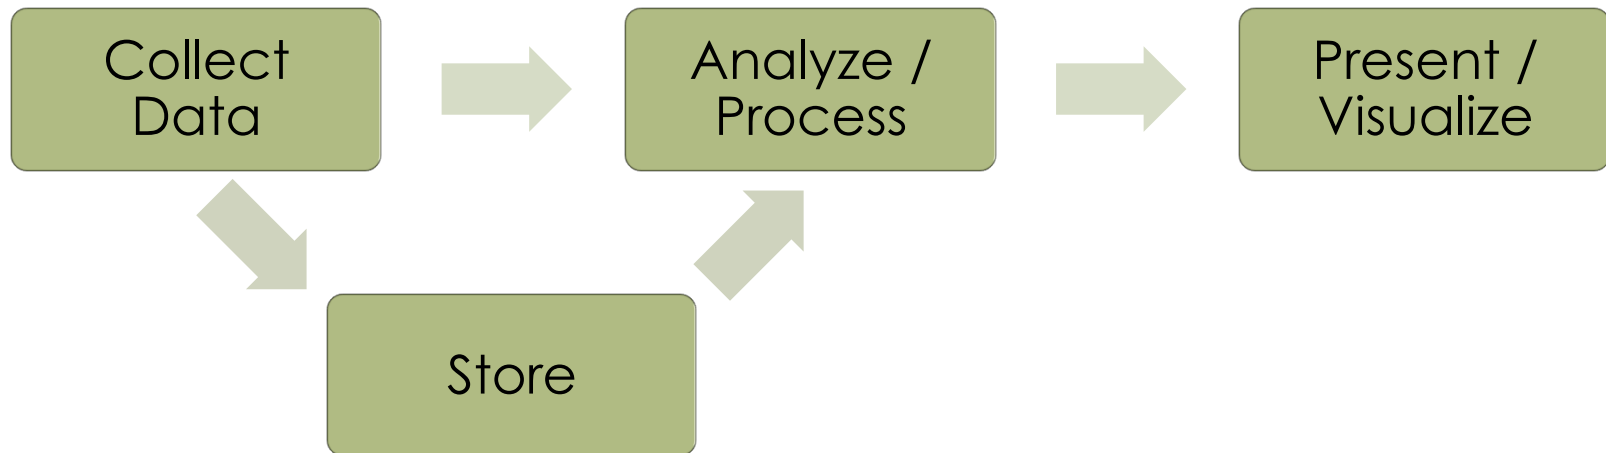 Collect
Data
Analyze /
Process
Present /
Visualize
Store